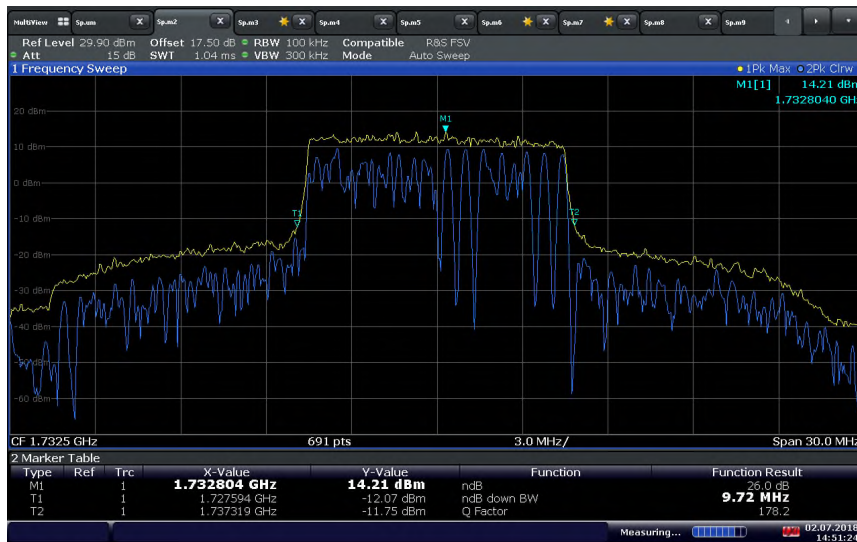 MultiView Sp.um X Sp.m2 X Sp.m3 X Sp.m4 X Sp.m5 X Sp.m6 X Sp.m7 X Sp.m8 X Sp.m9
Ref Level 29.90 dBm Offset 17.50 dB RBW 100 kHz Compatible R&S FSV
Att 15 dB SWT 1.04 ms VBW 300 kHz Mode Auto Sweep
1 Frequency Sweep 1Pk Max 2Pk Clrw
M1[1] 14.21 dBm
1.7328040 GHz
20 dBm
M1
10 dBm
0 dBm
T1 T2
-10 dBm
-20 dBm
-30 dBm
-40 dBm
-50 dBm
-60 dBm
CF 1.7325 GHz 691 pts 3.0 MHz/ Span 30.0 MHz
2 Marker Table
Type Ref Trc X-Value Y-Value Function Function Result
M1 1 1.732804 GHz 14.21 dBm ndB 26.0 dB
T1 1 1.727594 GHz -12.07 dBm ndB down BW 9.72 MHz
T2 1 1.737319 GHz -11.75 dBm Q Factor 178.2
Measuring... 02.07.2018
14:51:24